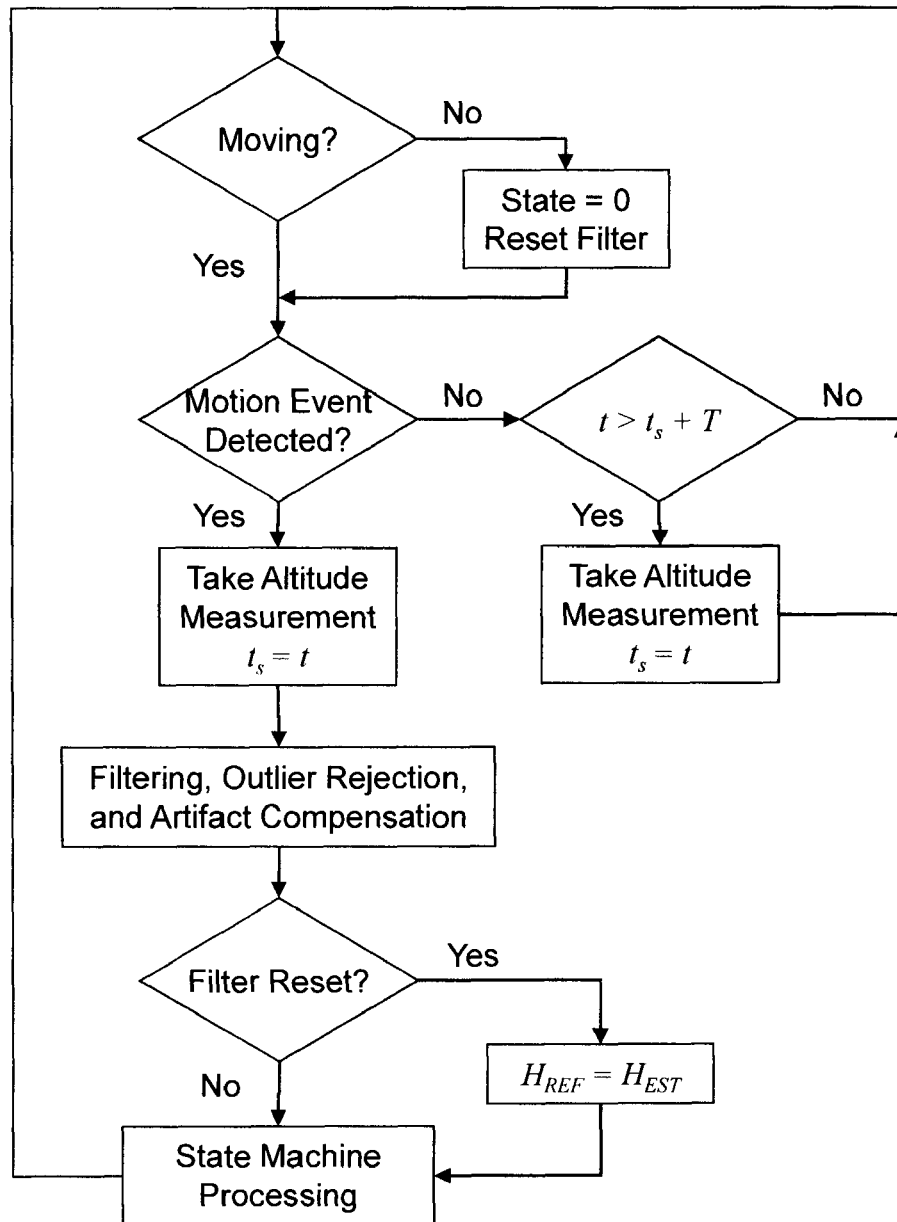 Moving?
No
State = 0
Reset Filter
Yes
Motion Event
Detected?
No
t > t_s + T
No
Yes
Take Altitude
Measurement
t_s = t
Yes
Take Altitude
Measurement
t_s = t
Filtering, Outlier Rejection,
and Artifact Compensation
Filter Reset?
Yes
H_REF = H_EST
No
State Machine
Processing